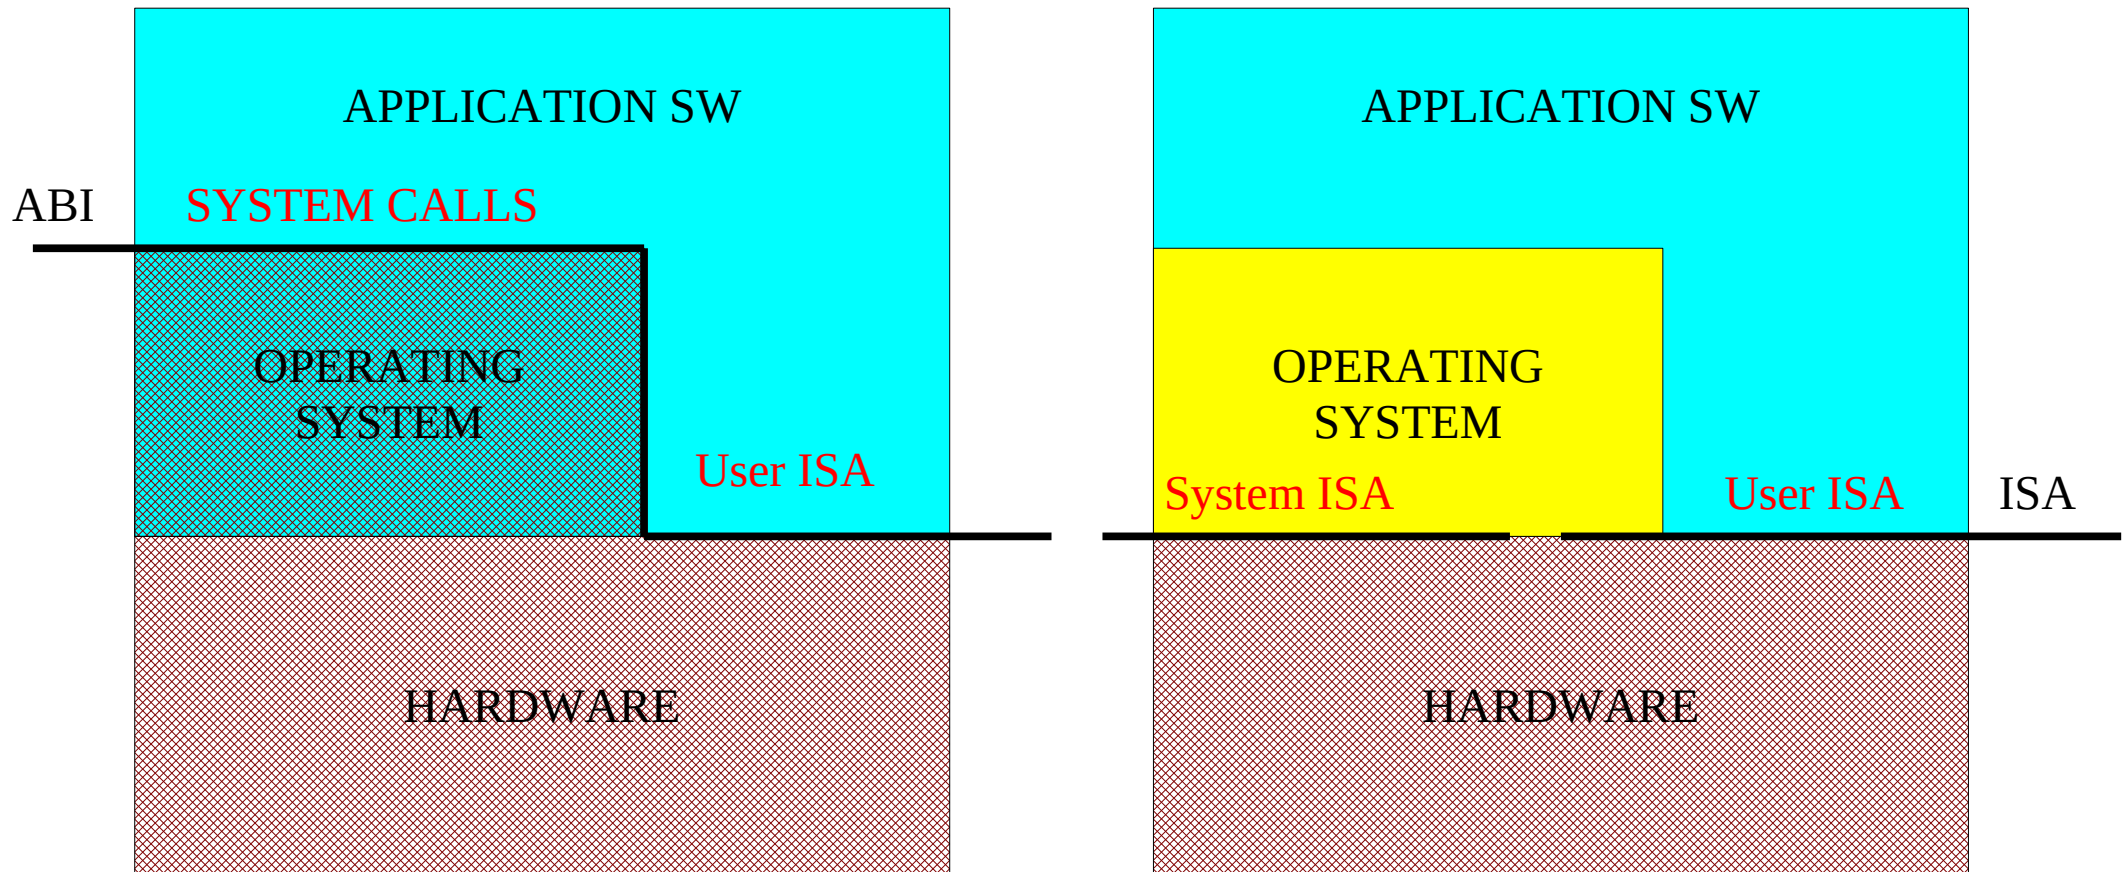 APPLICATION SW
ABI
SYSTEM CALLS
OPERATING
SYSTEM
User ISA
HARDWARE
APPLICATION SW
OPERATING
SYSTEM
System ISA
User ISA
ISA
HARDWARE